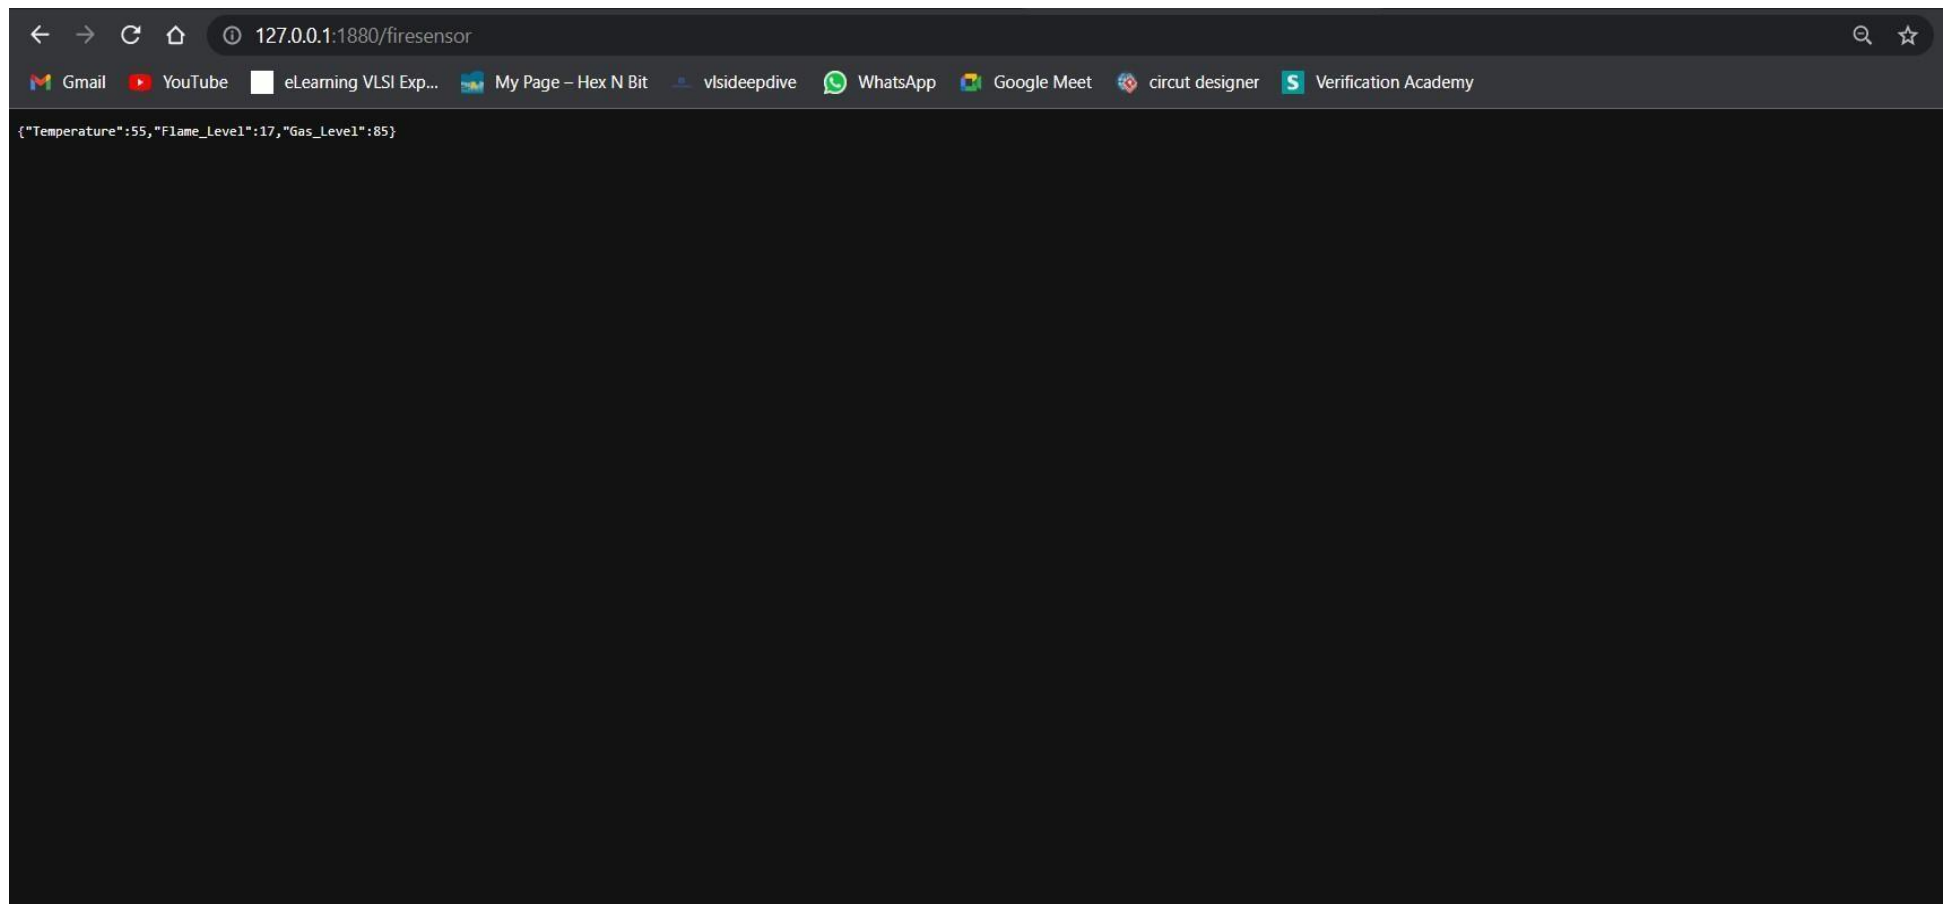 127.0.0.1:1880/firesensor
Gmail YouTube eLearning VLSI Exp... My Page – Hex N Bit vlsideepdive WhatsApp Google Meet circut designer S Verification Academy
{"Temperature":55,"Flame_Level":17,"Gas_Level":85}